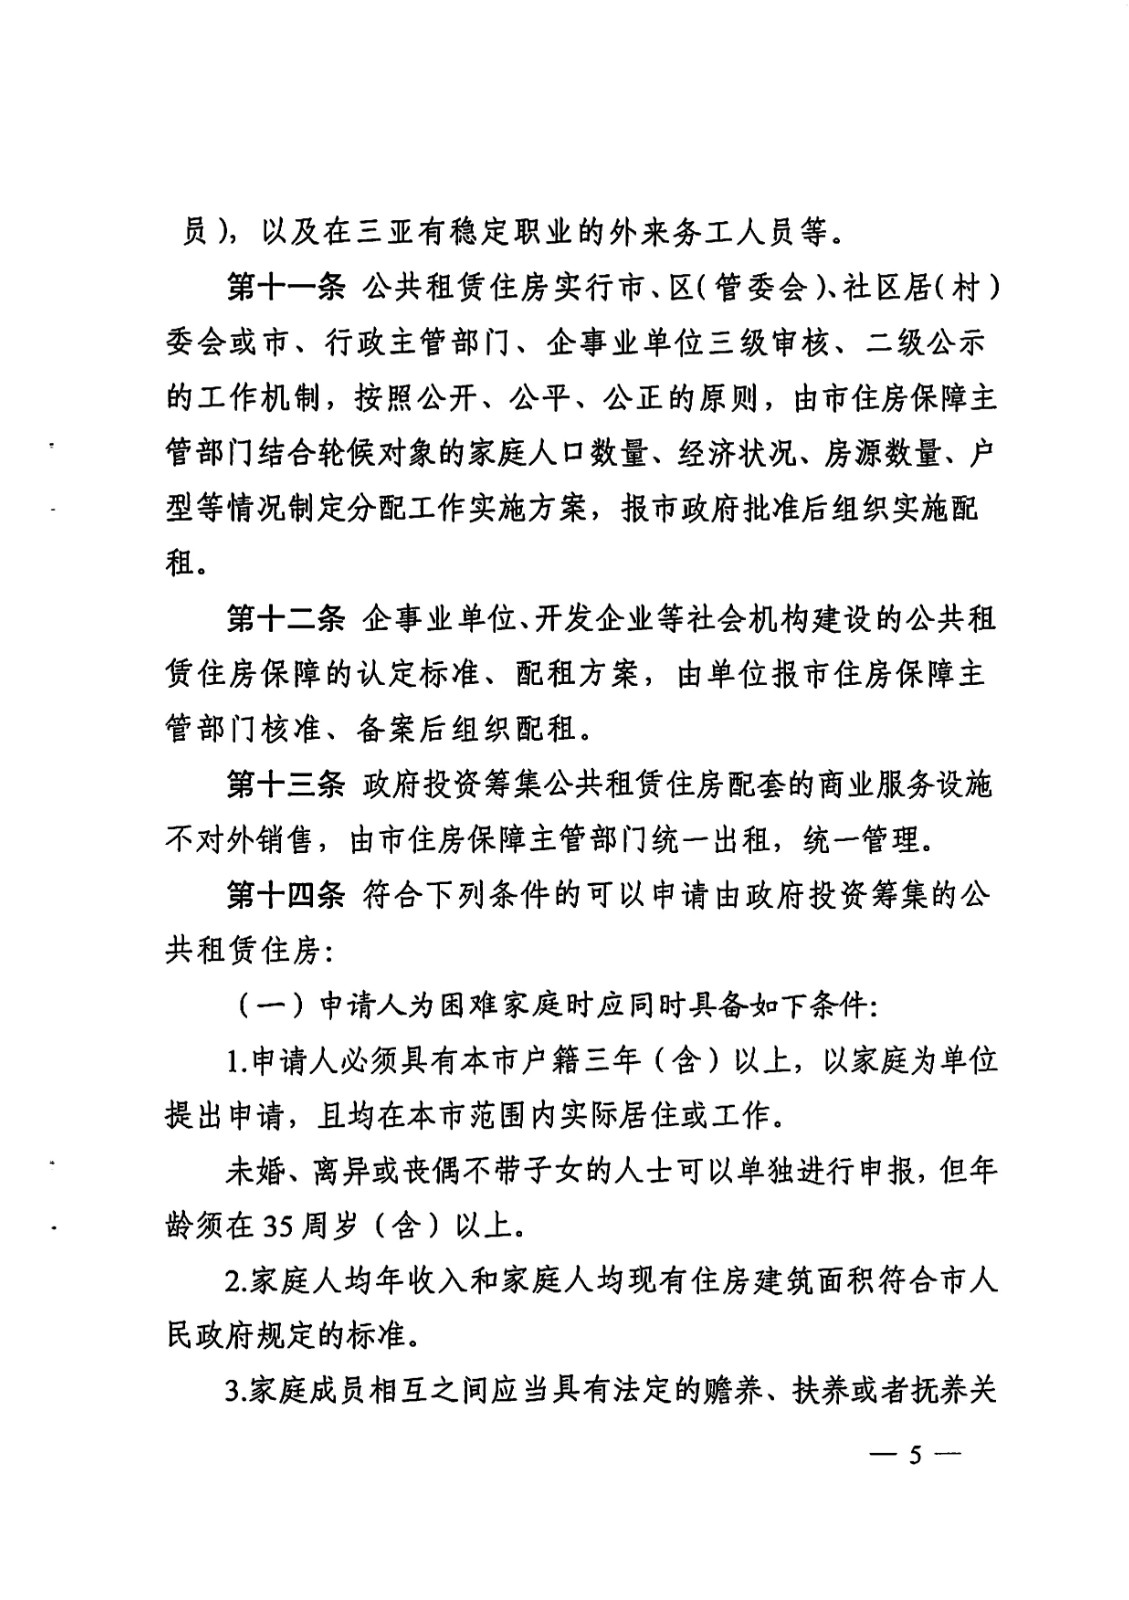 员），以及在三亚有稳定职业的外来务工人员等。
第十一条 公共租赁住房实行市、区（管委会）、社区居（村）
委会或市、行政主管部门、企事业单位三级审核、二级公示
的工作机制，按照公开、公平、公正的原则，由市住房保障主
管部门结合轮候对象的家庭人口数量、经济状况、房源数量、户
型等情况制定分配工作实施方案，报市政府批准后组织实施配
租。
第十二条 企事业单位、开发企业等社会机构建设的公共租
赁住房保障的认定标准、配租方案，由单位报市住房保障主
管部门核准、备案后组织配租。
第十三条 政府投资筹集公共租赁住房配套的商业服务设施
不对外销售，由市住房保障主管部门统一出租，统一管理。
第十四条 符合下列条件的可以申请由政府投资筹集的公
共租赁住房：
（一）申请人为困难家庭时应同时具备如下条件：
1.申请人必须具有本市户籍三年（含）以上，以家庭为单位
提出申请，且均在本市范围内实际居住或工作。
未婚、离异或丧偶不带子女的人士可以单独进行申报，但年
龄须在 35 周岁（含）以上。
2.家庭人均年收入和家庭人均现有住房建筑面积符合市人
民政府规定的标准。
3.家庭成员相互之间应当具有法定的赡养、扶养或者抚养关
— 5 —